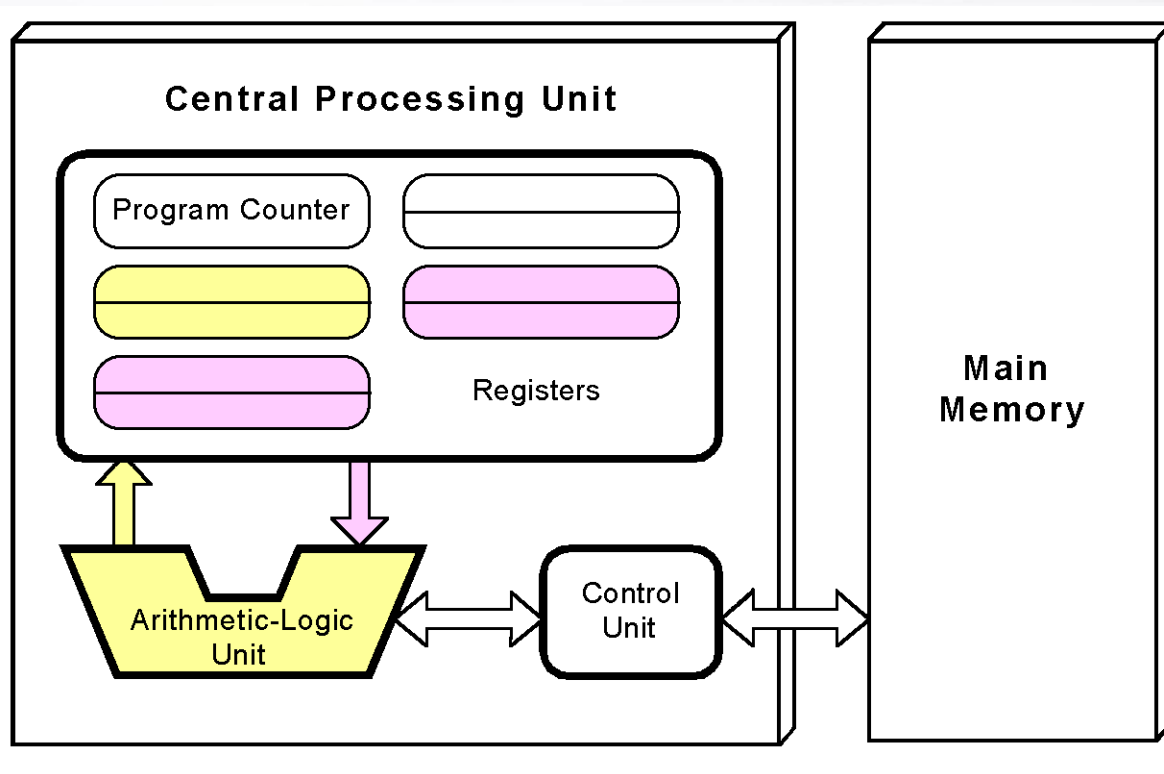 Central Processing Unit
Program Counter
Registers
Main
Memory
Arithmetic-Logic
Unit
Control
Unit